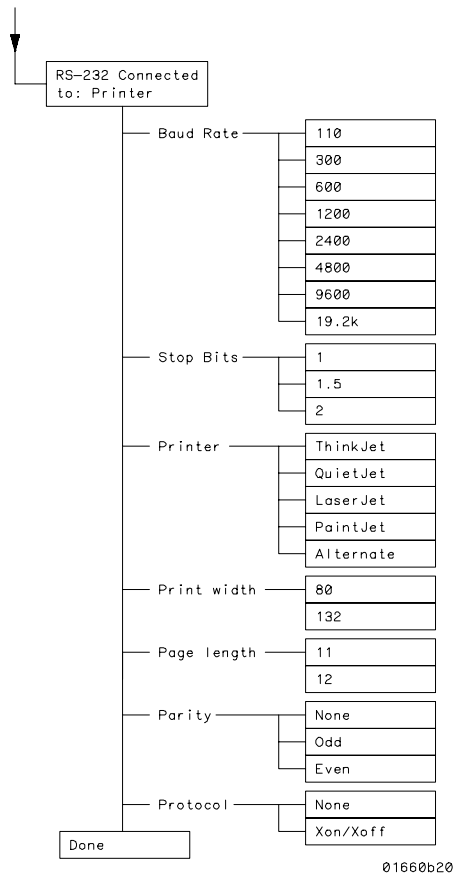 RS-232 Connected
to: Printer
Baud Rate
110
300
600
1200
2400
4800
9600
19.2k
Stop Bits
1
1.5
2
Printer
ThinkJet
QuietJet
LaserJet
PaintJet
Alternate
Print width
80
132
Page length
11
12
Parity
None
Odd
Even
Protocol
None
Xon/Xoff
Done
01660b20